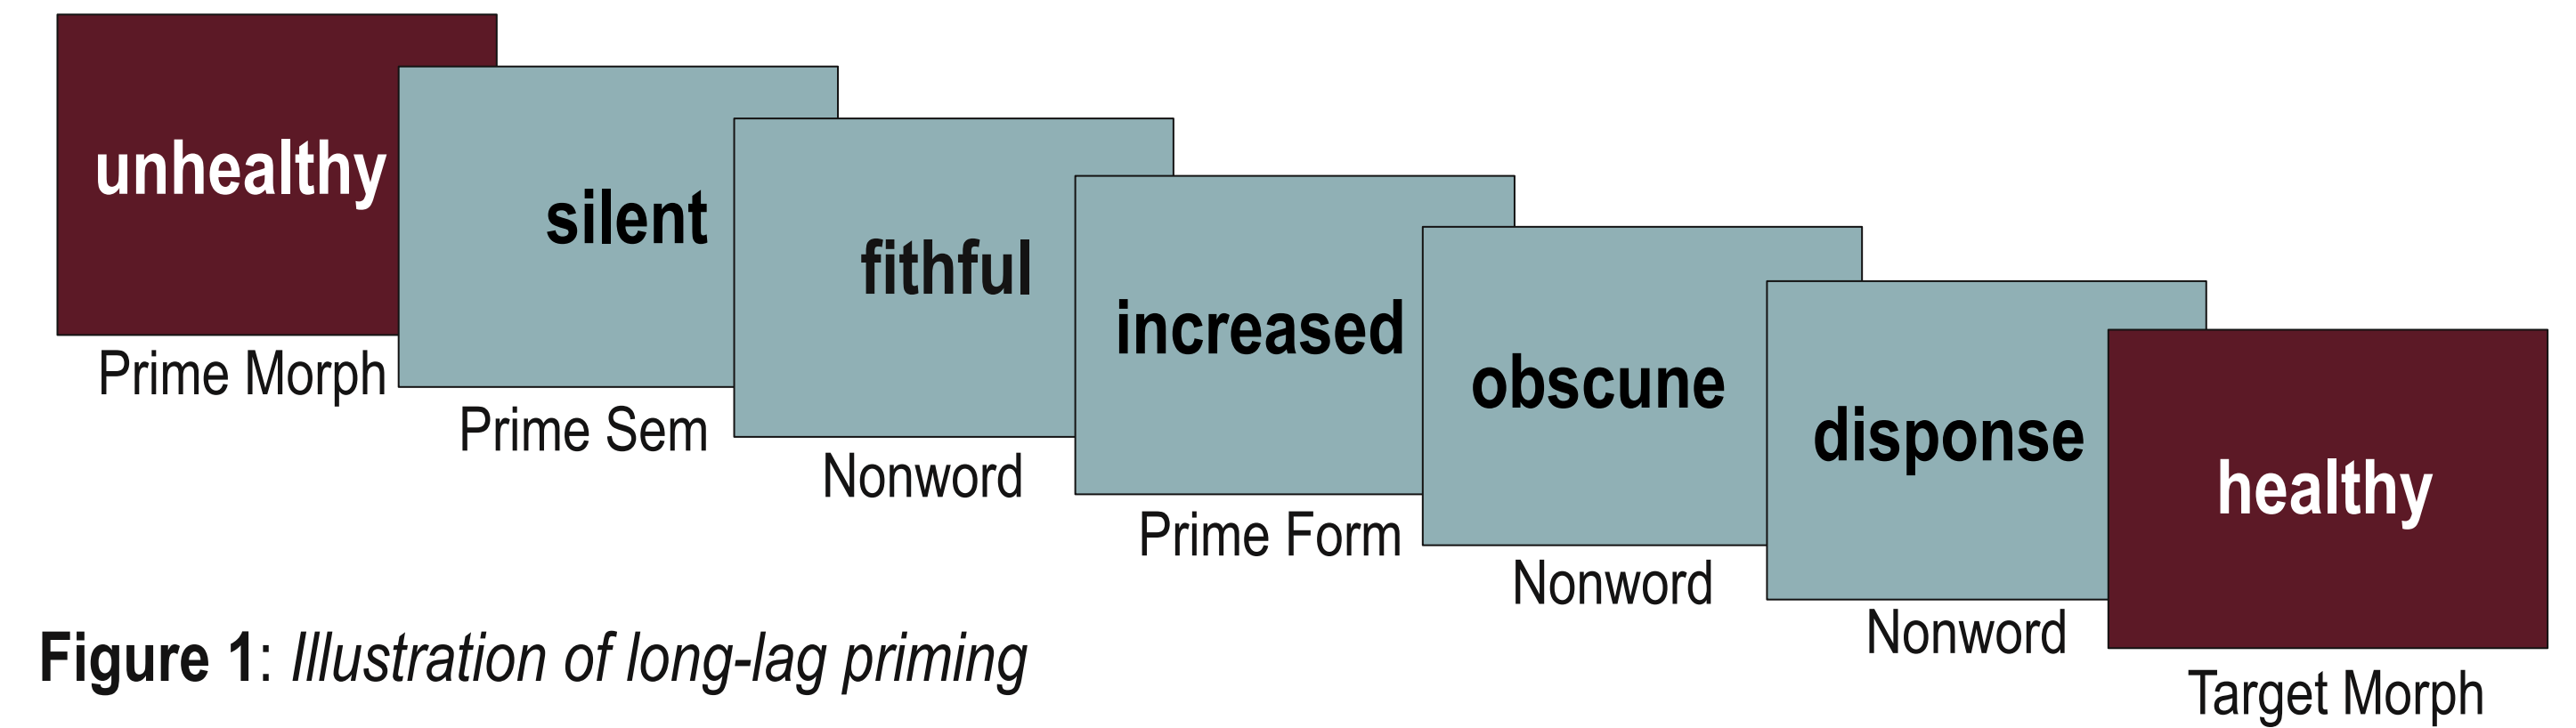 unhealthy
Prime Morph
silent
Prime Sem
fithful
Nonword
increased
Prime Form
obscune
Nonword
disponse
Nonword
healthy
Target Morph
Figure 1: Illustration of long-lag priming